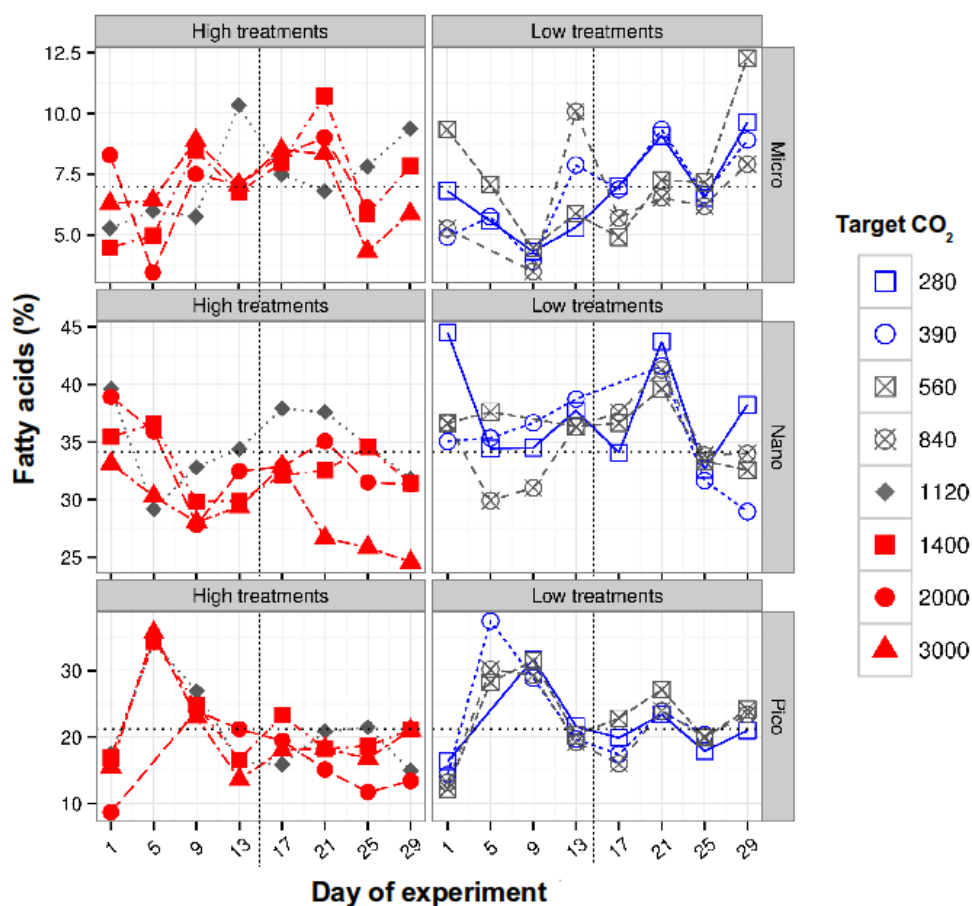 High treatments
Low treatments
12.5
10.0
7.5
5.0
Micro
High treatments
Low treatments
45
40
35
30
25
Nano
High treatments
Low treatments
30
20
10
Pico
1 5 9 13 17 21 25 29
1 5 9 13 17 21 25 29
Fatty acids (%)
Day of experiment
Target CO₂
280
390
560
840
1120
1400
2000
3000